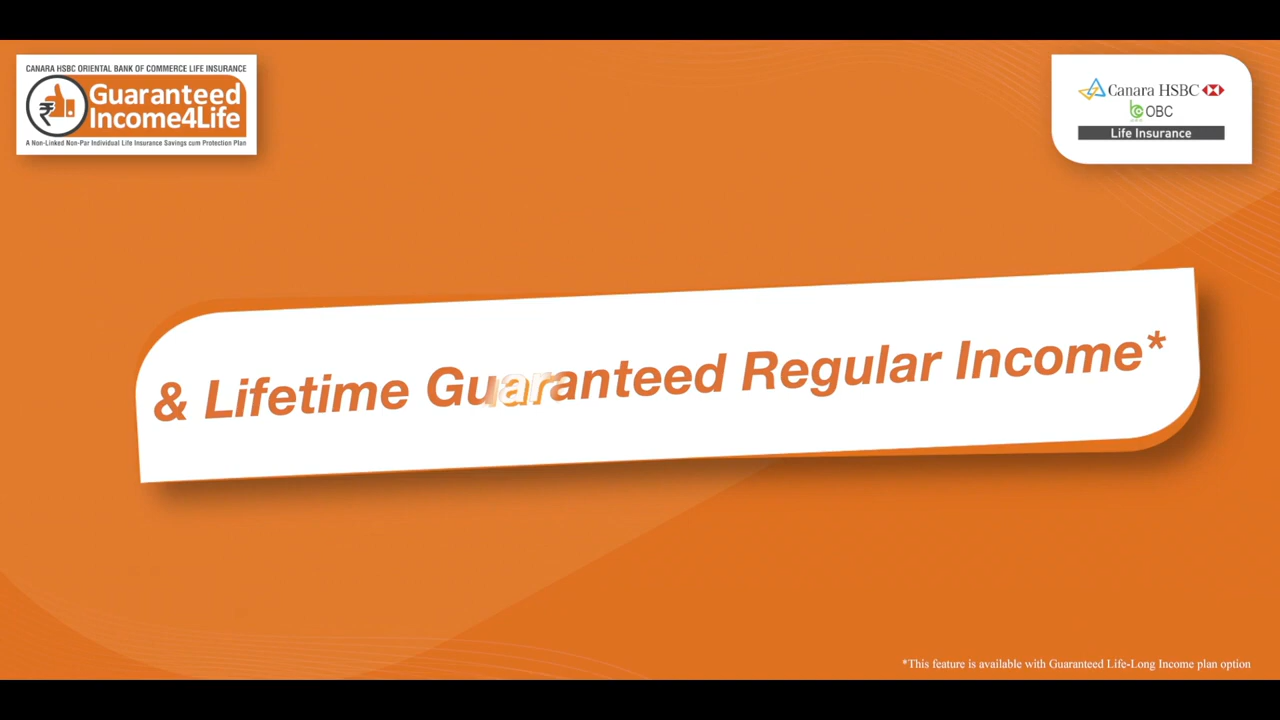 CANARA HSBC ORIENTAL BANK OF COMMERCE LIFE INSURANCE
Guaranteed
Income4Life
A Non-Linked Non-Par Individual Life Insurance Savings cum Protection Plan
Canara HSBC
OBC
Life Insurance
& Lifetime Guaranteed Regular Income*
*This feature is available with Guaranteed Life-Long Income plan option